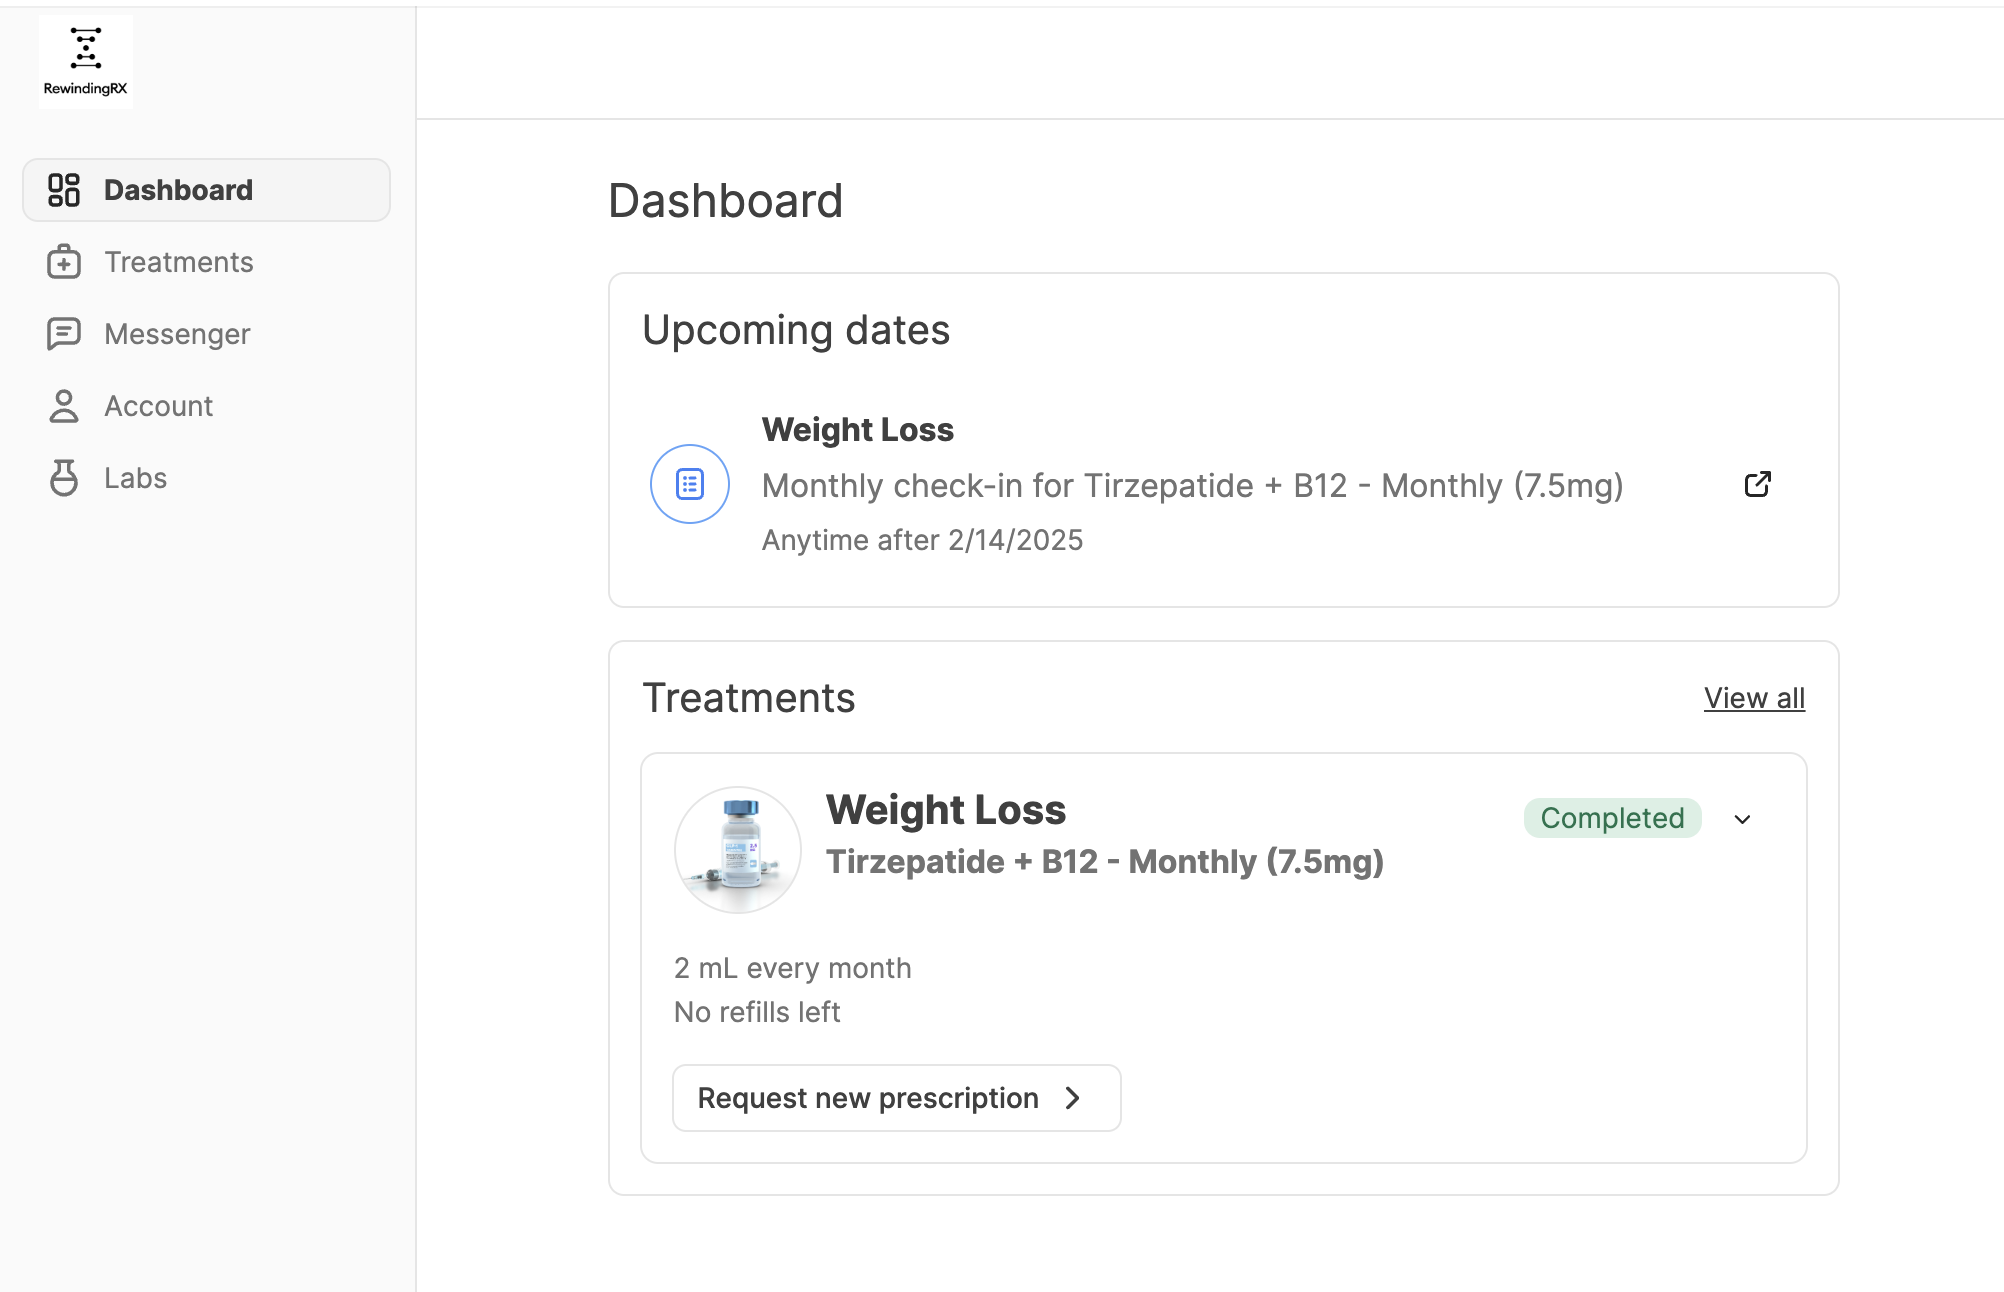 RewindingRX
Dashboard
Treatments
Messenger
Account
Labs
Dashboard
Upcoming dates
Weight Loss
Monthly check-in for Tirzepatide + B12 - Monthly (7.5mg)
Anytime after 2/14/2025
Treatments
View all
Weight Loss
Completed
Tirzepatide + B12 - Monthly (7.5mg)
2 mL every month
No refills left
Request new prescription